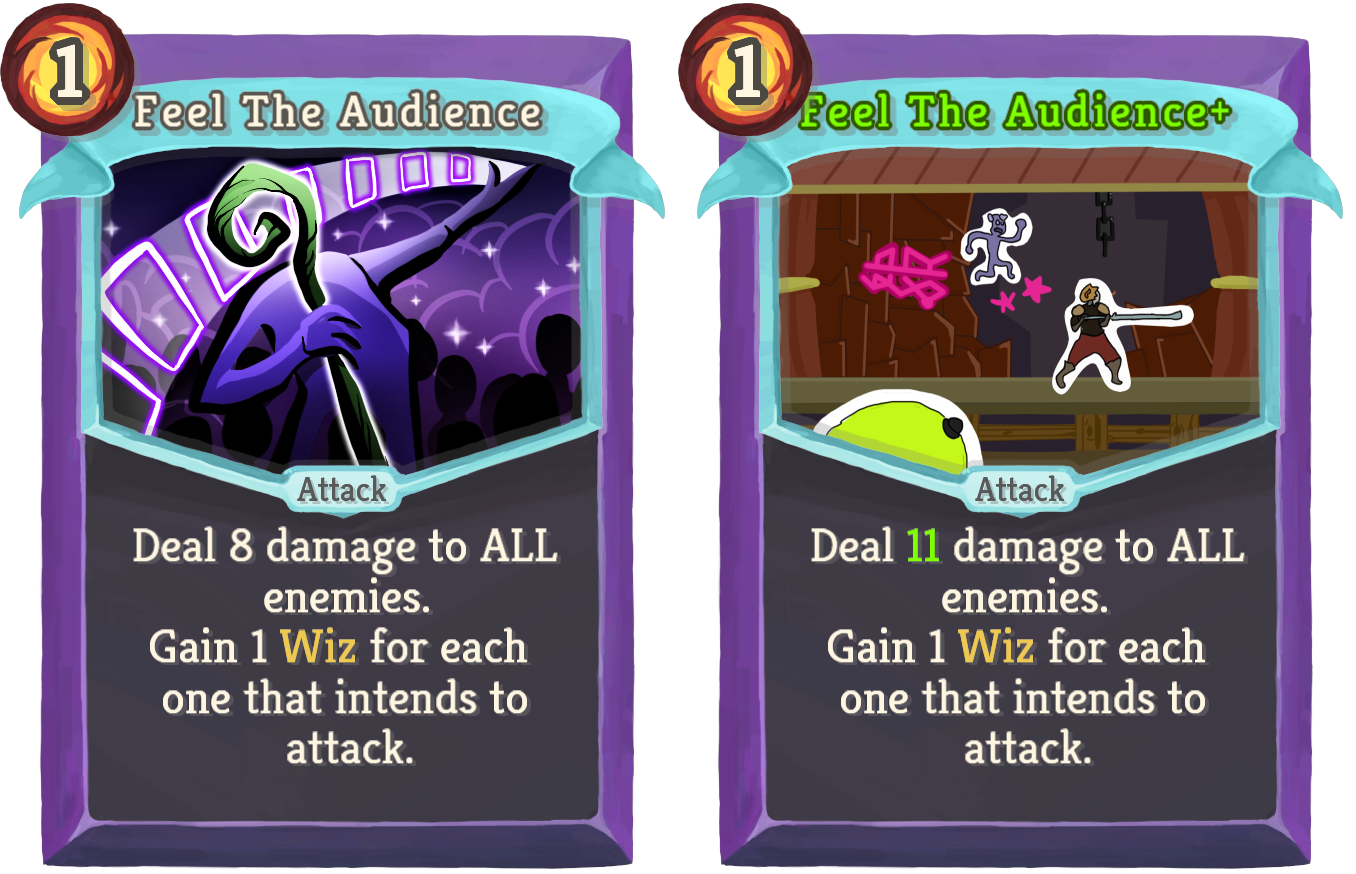 1
Feel The Audience
Attack
Deal 8 damage to ALL
enemies.
Gain 1 Wiz for each
one that intends to
attack.
1
Feel The Audience+
Attack
Deal 11 damage to ALL
enemies.
Gain 1 Wiz for each
one that intends to
attack.